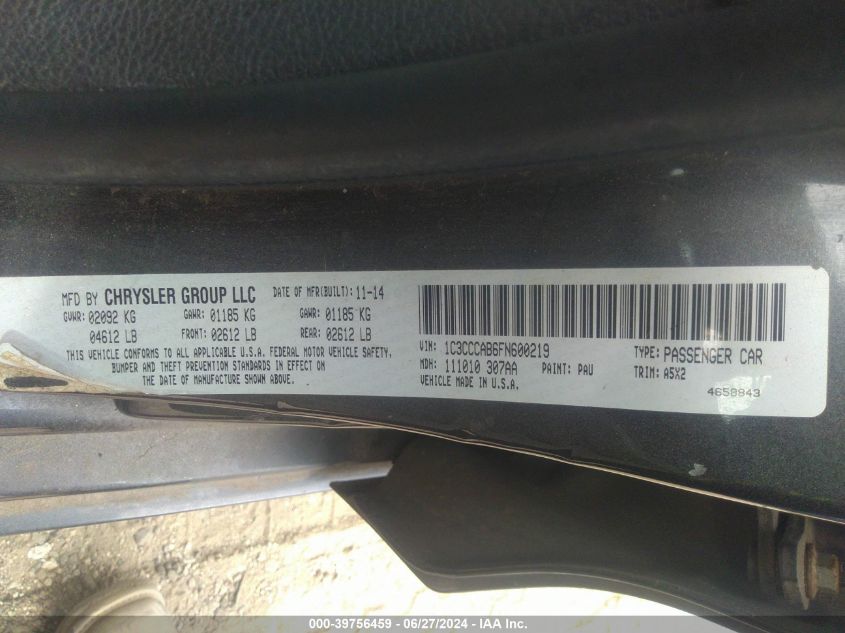 MFD BY CHRYSLER GROUP LLC DATE OF MFR(BUILT): 11-14
GVWR: 02092 KG GAWR: 01185 KG GAWR: 01185 KG
04612 LB FRONT: 02612 LB REAR: 02612 LB
THIS VEHICLE CONFORMS TO ALL APPLICABLE U.S.A. FEDERAL MOTOR VEHICLE SAFETY,
BUMPER AND THEFT PREVENTION STANDARDS IN EFFECT ON
THE DATE OF MANUFACTURE SHOWN ABOVE.
VIN: 1C3CCCAB6FN600219 TYPE: PASSENGER CAR
MDH: 111010 307AA PAINT: PAU TRIM: A5X2
VEHICLE MADE IN U.S.A.
4658843
000-39756459 - 06/27/2024 - IAAI.com